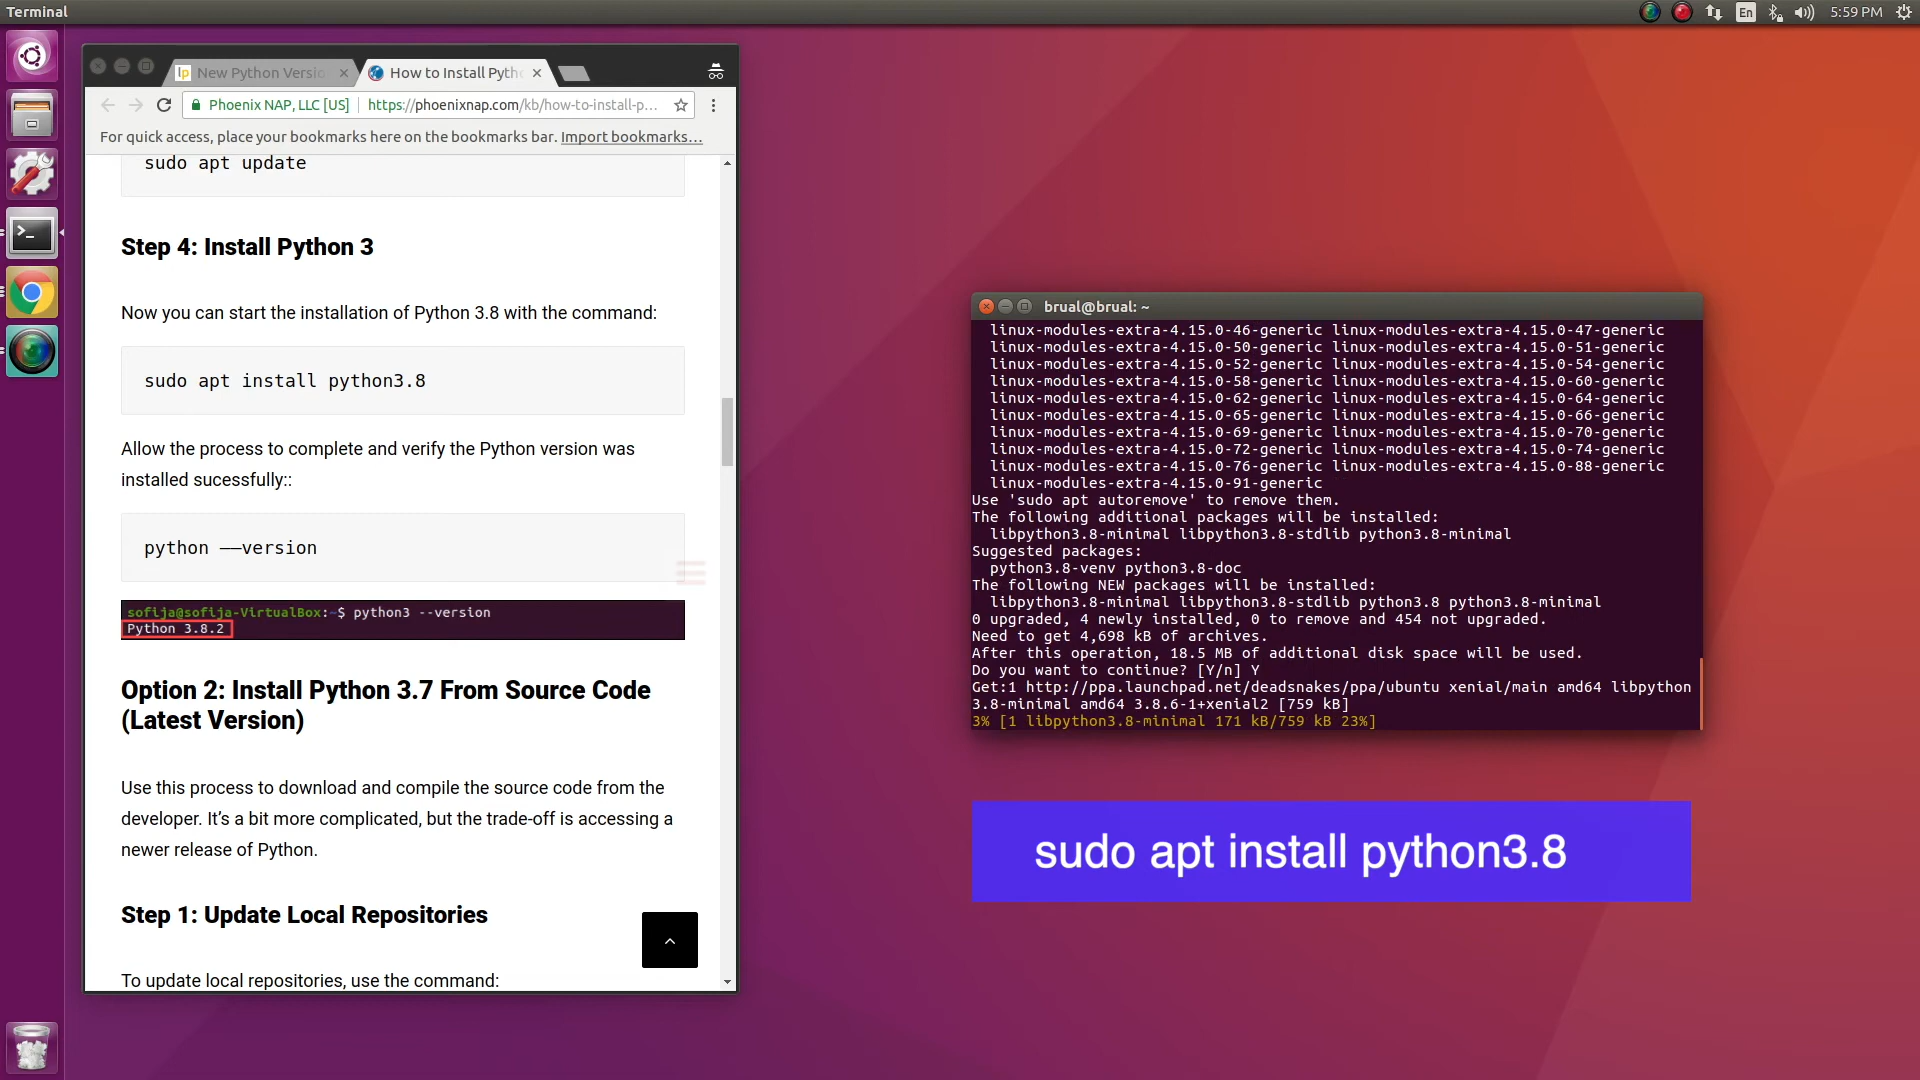 Terminal
En
5:59 PM
New Python Versio
How to Install Pyth
Phoenix NAP, LLC [US]
https://phoenixnap.com/kb/how-to-install-p...
For quick access, place your bookmarks here on the bookmarks bar. Import bookmarks...
sudo apt update
Step 4: Install Python 3
Now you can start the installation of Python 3.8 with the command:
sudo apt install python3.8
Allow the process to complete and verify the Python version was
installed sucessfully::
python ––version
sofija@sofija-VirtualBox:~$ python3 --version
Python 3.8.2
Option 2: Install Python 3.7 From Source Code
(Latest Version)
Use this process to download and compile the source code from the
developer. It’s a bit more complicated, but the trade-off is accessing a
newer release of Python.
Step 1: Update Local Repositories
To update local repositories, use the command:
brual@brual: ~
linux-modules-extra-4.15.0-46-generic linux-modules-extra-4.15.0-47-generic
linux-modules-extra-4.15.0-50-generic linux-modules-extra-4.15.0-51-generic
linux-modules-extra-4.15.0-52-generic linux-modules-extra-4.15.0-54-generic
linux-modules-extra-4.15.0-58-generic linux-modules-extra-4.15.0-60-generic
linux-modules-extra-4.15.0-62-generic linux-modules-extra-4.15.0-64-generic
linux-modules-extra-4.15.0-65-generic linux-modules-extra-4.15.0-66-generic
linux-modules-extra-4.15.0-69-generic linux-modules-extra-4.15.0-70-generic
linux-modules-extra-4.15.0-72-generic linux-modules-extra-4.15.0-74-generic
linux-modules-extra-4.15.0-76-generic linux-modules-extra-4.15.0-88-generic
linux-modules-extra-4.15.0-91-generic
Use 'sudo apt autoremove' to remove them.
The following additional packages will be installed:
libpython3.8-minimal libpython3.8-stdlib python3.8-minimal
Suggested packages:
python3.8-venv python3.8-doc
The following NEW packages will be installed:
libpython3.8-minimal libpython3.8-stdlib python3.8 python3.8-minimal
0 upgraded, 4 newly installed, 0 to remove and 454 not upgraded.
Need to get 4,698 kB of archives.
After this operation, 18.5 MB of additional disk space will be used.
Do you want to continue? [Y/n] Y
Get:1 http://ppa.launchpad.net/deadsnakes/ppa/ubuntu xenial/main amd64 libpython
3.8-minimal amd64 3.8.6-1+xenial2 [759 kB]
3% [1 libpython3.8-minimal 171 kB/759 kB 23%]
sudo apt install python3.8